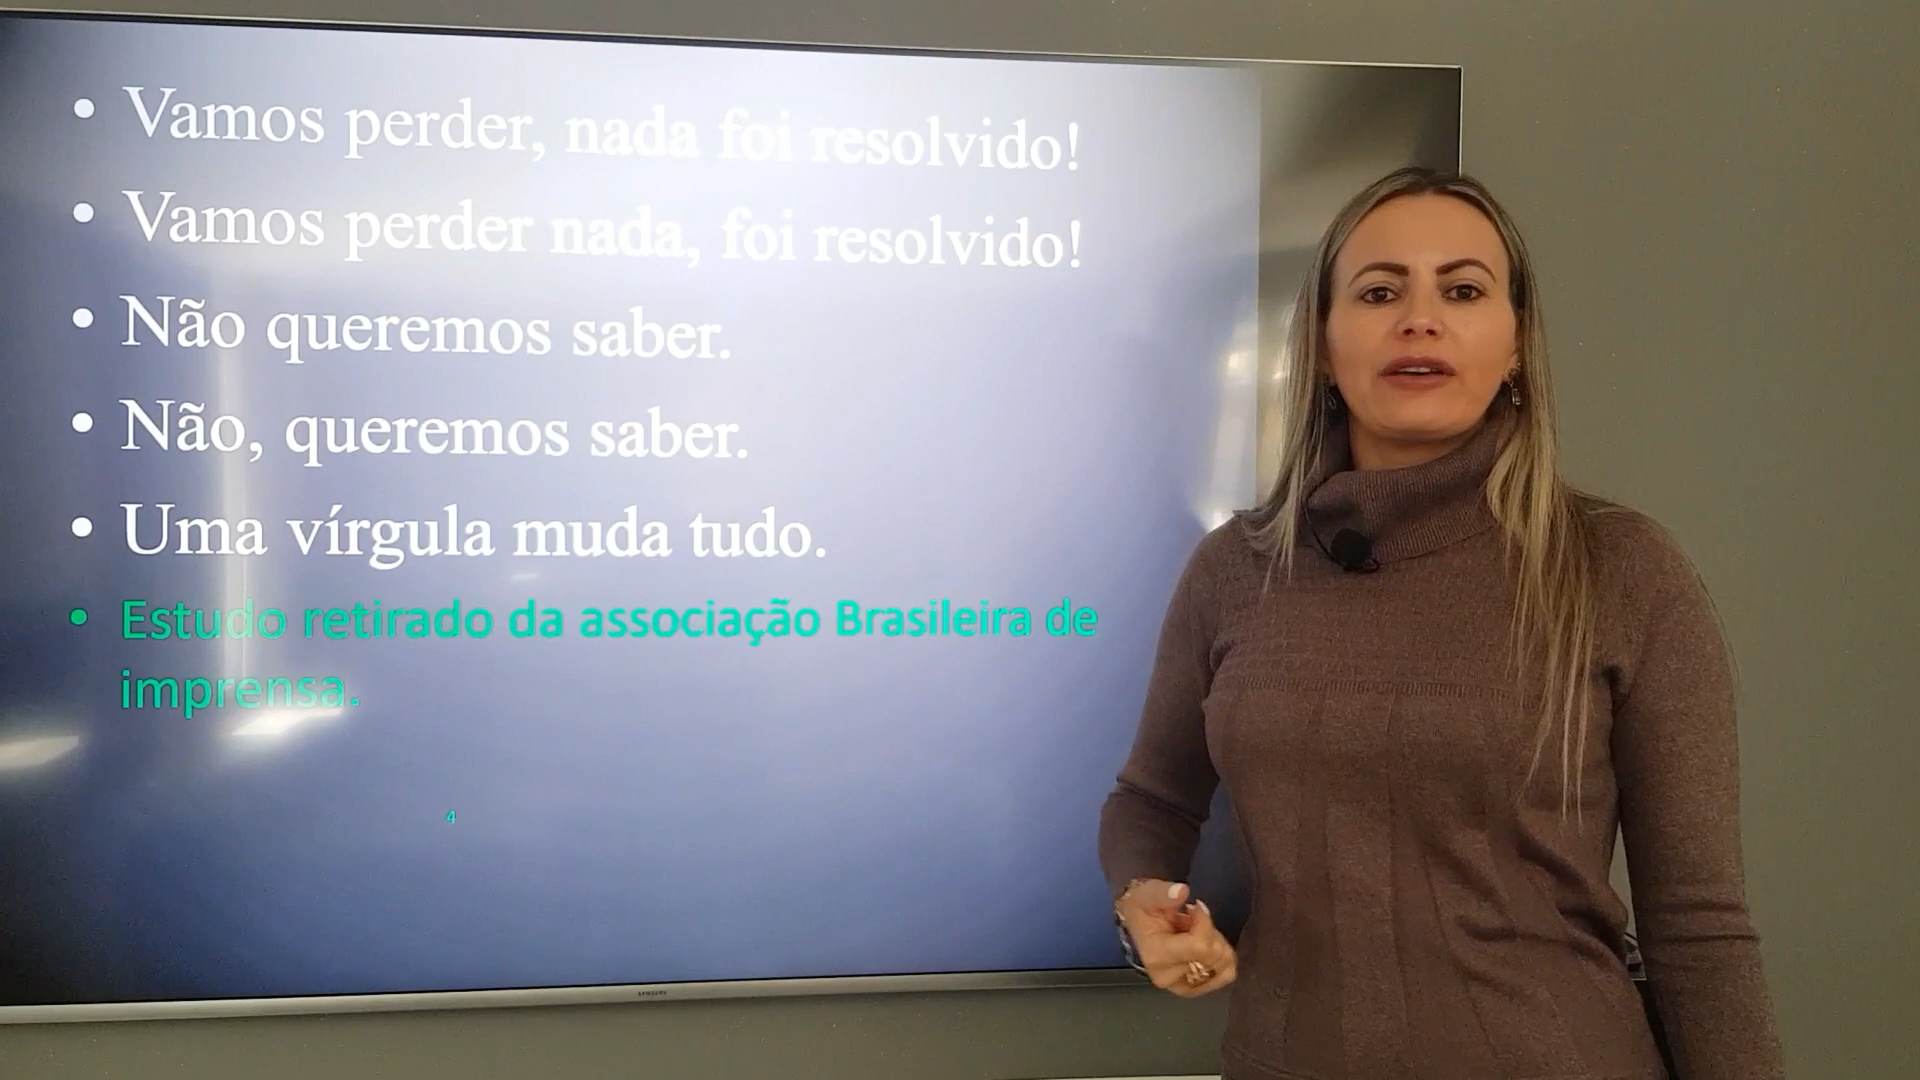 • Vamos perder, nada foi resolvido!
• Vamos perder nada, foi resolvido!
• Não queremos saber.
• Não, queremos saber.
• Uma vírgula muda tudo.
• Estudo retirado da associação Brasileira de
imprensa.
4
SAMSUNG